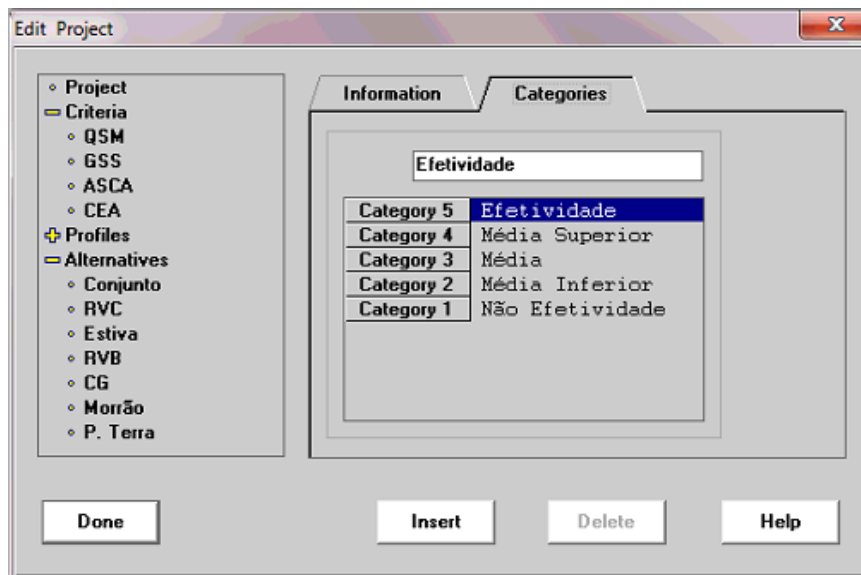 Edit Project
Project
Criteria
QSM
GSS
ASCA
CEA
Profiles
Alternatives
Conjunto
RVC
Estiva
RVB
CG
Morrão
P. Terra
Information
Categories
Efetividade
Category 5 Efetividade
Category 4 Média Superior
Category 3 Média
Category 2 Média Inferior
Category 1 Não Efetividade
Done
Insert
Delete
Help